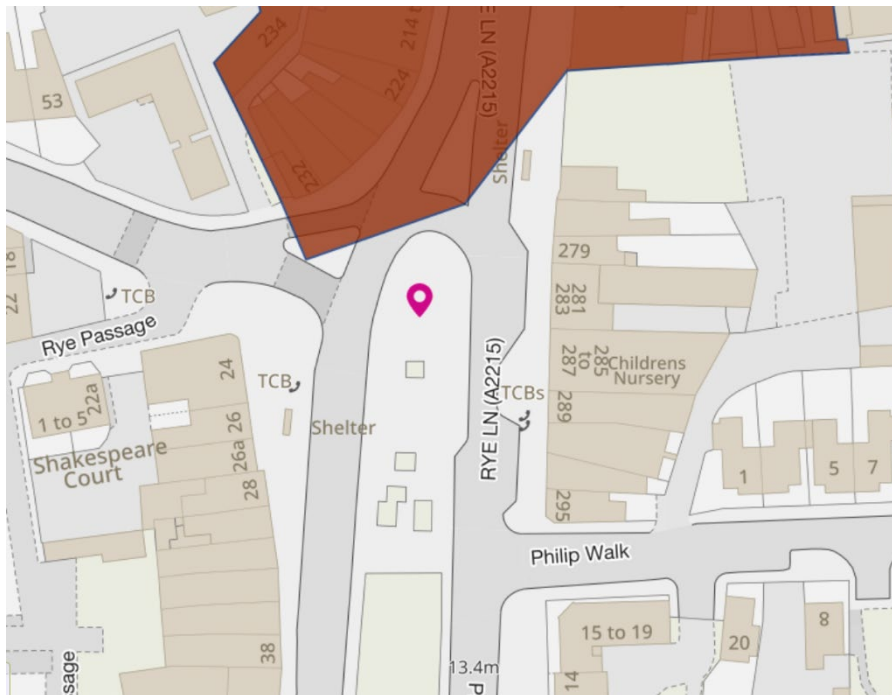 234
214 t
E LN (A2215)
224
53
Shelter
232
18
22
TCB
Rye Passage
279
281
283
285
to
287
Childrens
Nursery
RYE LN (A2215)
24
TCB
TCBs
289
22a
1 to 5
26
Shelter
26a
Shakespeare
Court
28
295
1
5
7
Philip Walk
15 to 19
20
8
38
ssage
13.4m
14